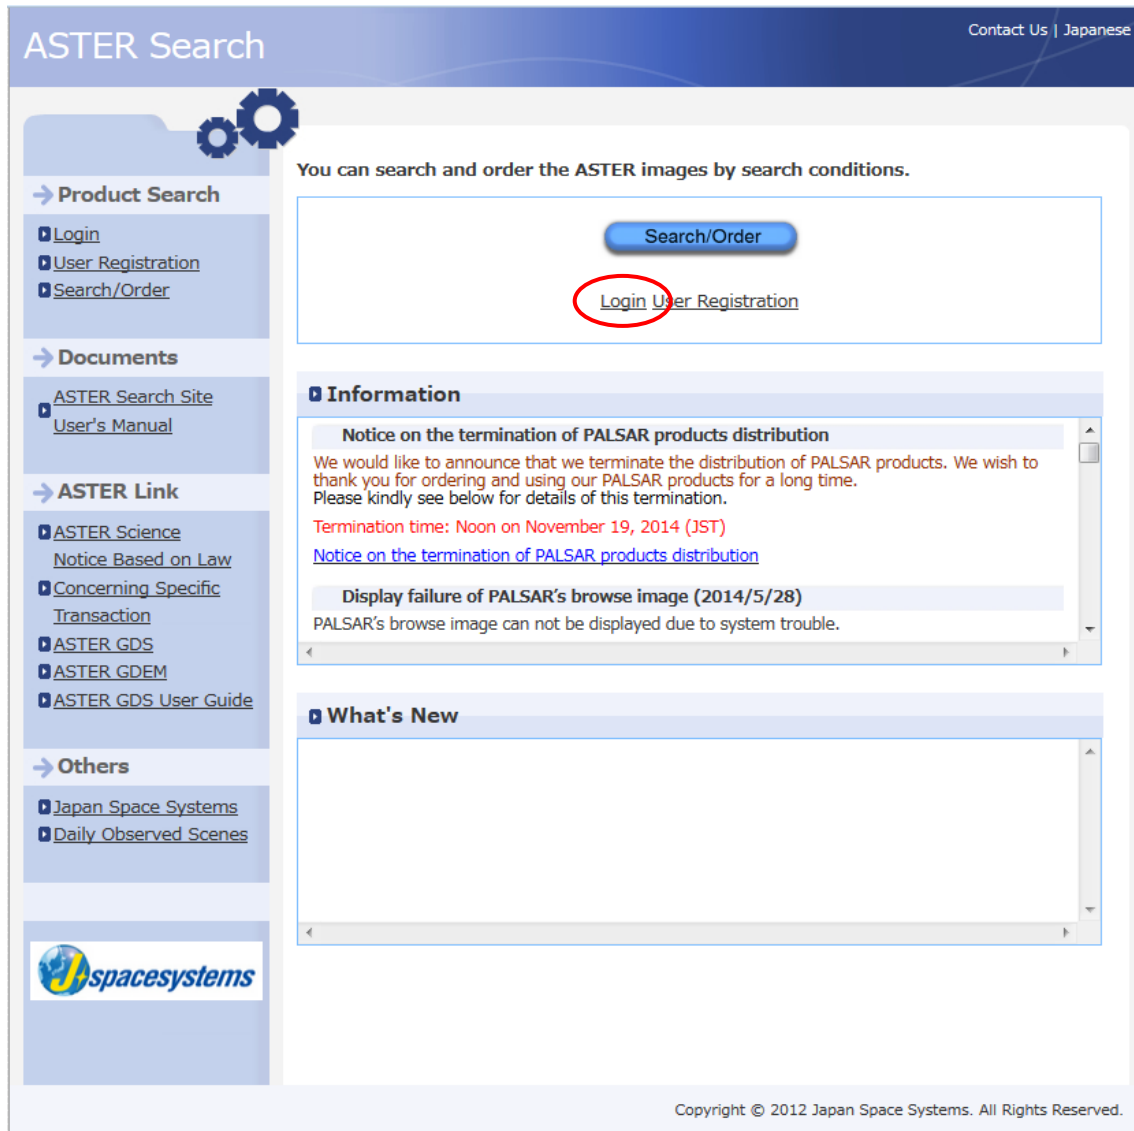 ASTER Search
Contact Us | Japanese
Product Search
Login
User Registration
Search/Order
Documents
ASTER Search Site
User's Manual
ASTER Link
ASTER Science
Notice Based on Law
Concerning Specific
Transaction
ASTER GDS
ASTER GDEM
ASTER GDS User Guide
Others
Japan Space Systems
Daily Observed Scenes
Jspacesystems
You can search and order the ASTER images by search conditions.
Search/Order
Login User Registration
Information
Notice on the termination of PALSAR products distribution
We would like to announce that we terminate the distribution of PALSAR products. We wish to
thank you for ordering and using our PALSAR products for a long time.
Please kindly see below for details of this termination.
Termination time: Noon on November 19, 2014 (JST)
Notice on the termination of PALSAR products distribution
Display failure of PALSAR's browse image (2014/5/28)
PALSAR's browse image can not be displayed due to system trouble.
What's New
Copyright © 2012 Japan Space Systems. All Rights Reserved.